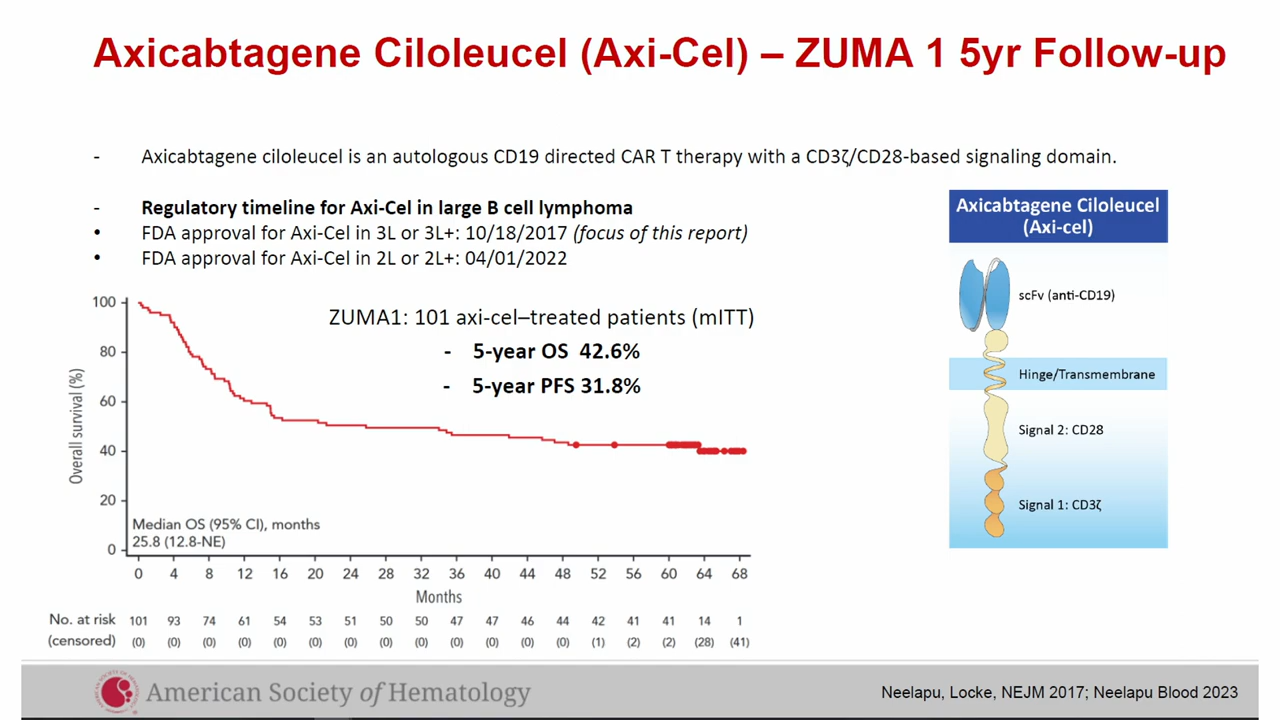 Axicabtagene Ciloleucel (Axi-Cel) – ZUMA 1 5yr Follow-up
- Axicabtagene ciloleucel is an autologous CD19 directed CAR T therapy with a CD3ζ/CD28-based signaling domain.
- Regulatory timeline for Axi-Cel in large B cell lymphoma
• FDA approval for Axi-Cel in 3L or 3L+: 10/18/2017 (focus of this report)
• FDA approval for Axi-Cel in 2L or 2L+: 04/01/2022
ZUMA1: 101 axi-cel–treated patients (mITT)
- 5-year OS 42.6%
- 5-year PFS 31.8%
Overall survival (%)
100
80
60
40
20
0
Median OS (95% CI), months
25.8 (12.8-NE)
0 4 8 12 16 20 24 28 32 36 40 44 48 52 56 60 64 68
Months
No. at risk 101 93 74 61 54 53 51 50 50 47 47 46 44 42 41 41 14 1
(censored) (0) (0) (0) (0) (0) (0) (0) (0) (0) (0) (0) (0) (0) (1) (2) (2) (28) (41)
Axicabtagene Ciloleucel
(Axi-cel)
scFv (anti-CD19)
Hinge/Transmembrane
Signal 2: CD28
Signal 1: CD3ζ
American Society of Hematology
Neelapu, Locke, NEJM 2017; Neelapu Blood 2023